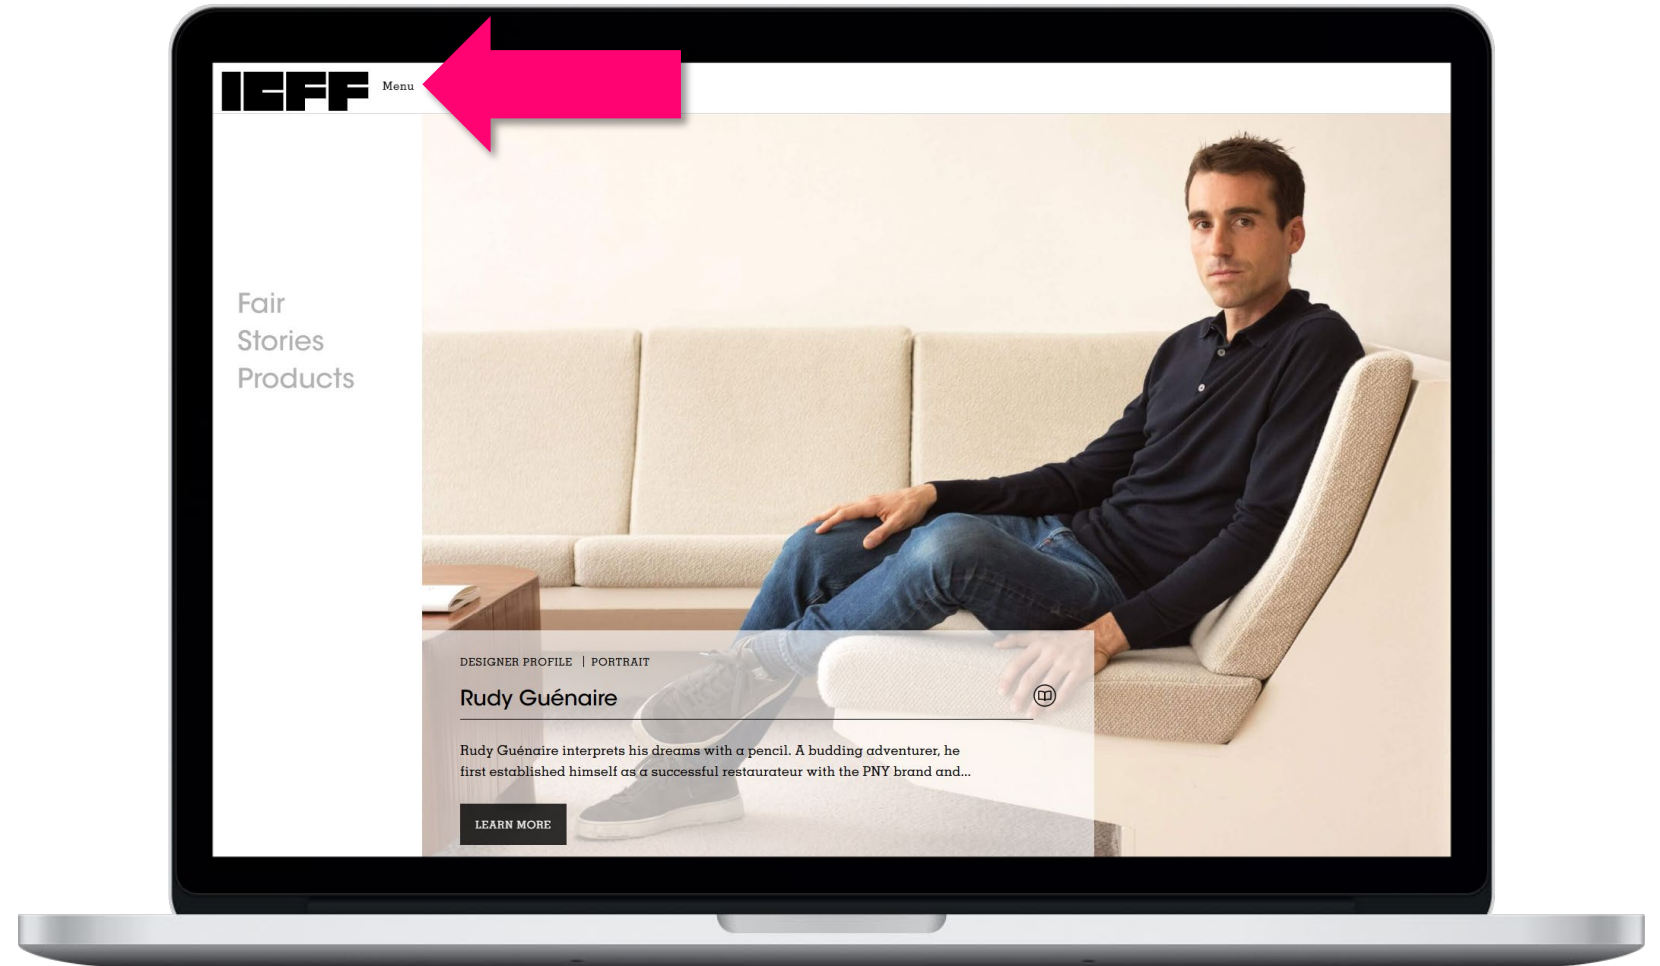 ICFF
Menu
Fair
Stories
Products
DESIGNER PROFILE | PORTRAIT
Rudy Guénaire
Rudy Guénaire interprets his dreams with a pencil. A budding adventurer, he
first established himself as a successful restaurateur with the PNY brand and...
LEARN MORE